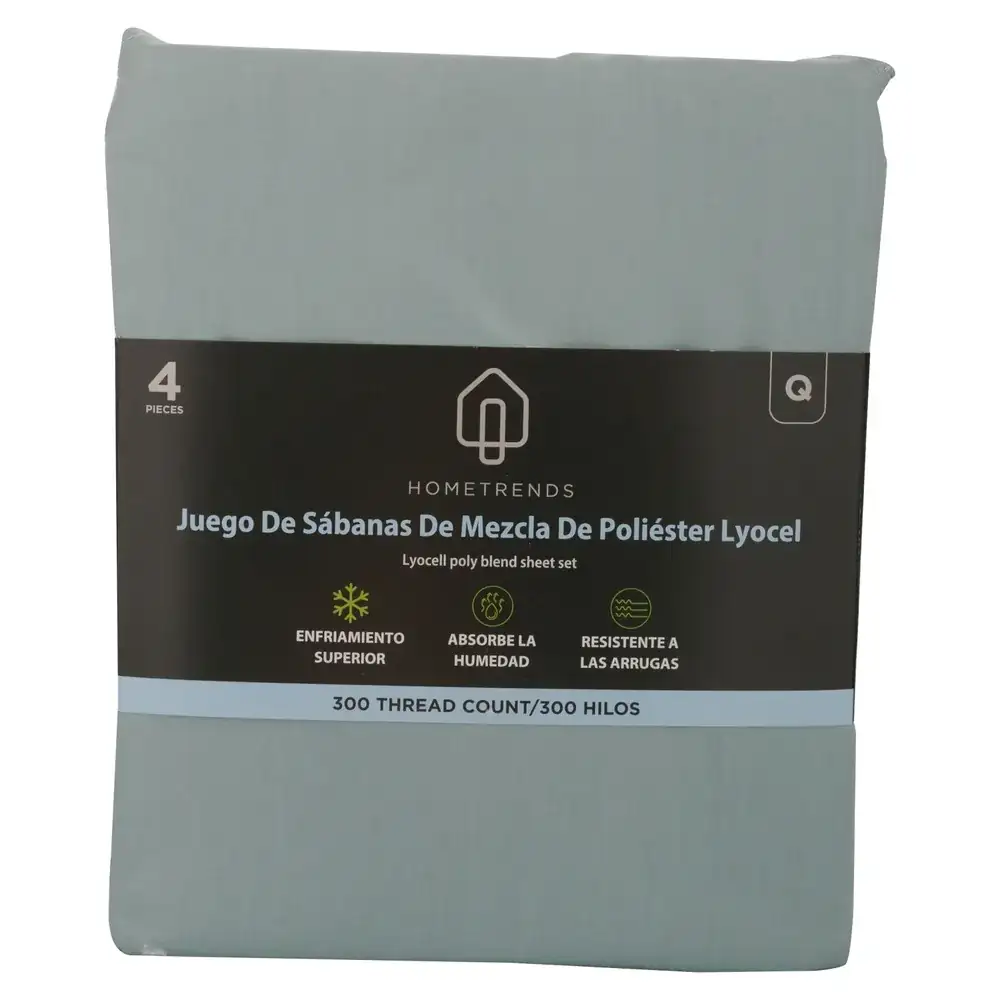 4
PIECES
Q
HOMETRENDS
Juego De Sábanas De Mezcla De Poliéster Lyocel
Lyocell poly blend sheet set
ENFRIAMIENTO
SUPERIOR
ABSORBE LA
HUMEDAD
RESISTENTE A
LAS ARRUGAS
300 THREAD COUNT/300 HILOS